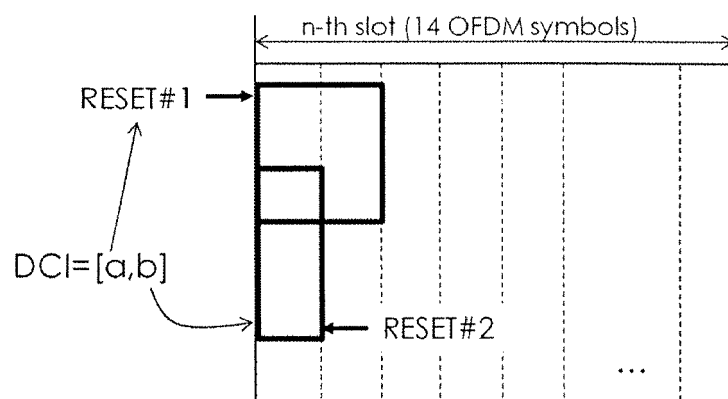 n-th slot (14 OFDM symbols)
RESET#1
DCI=[a,b]
RESET#2
...